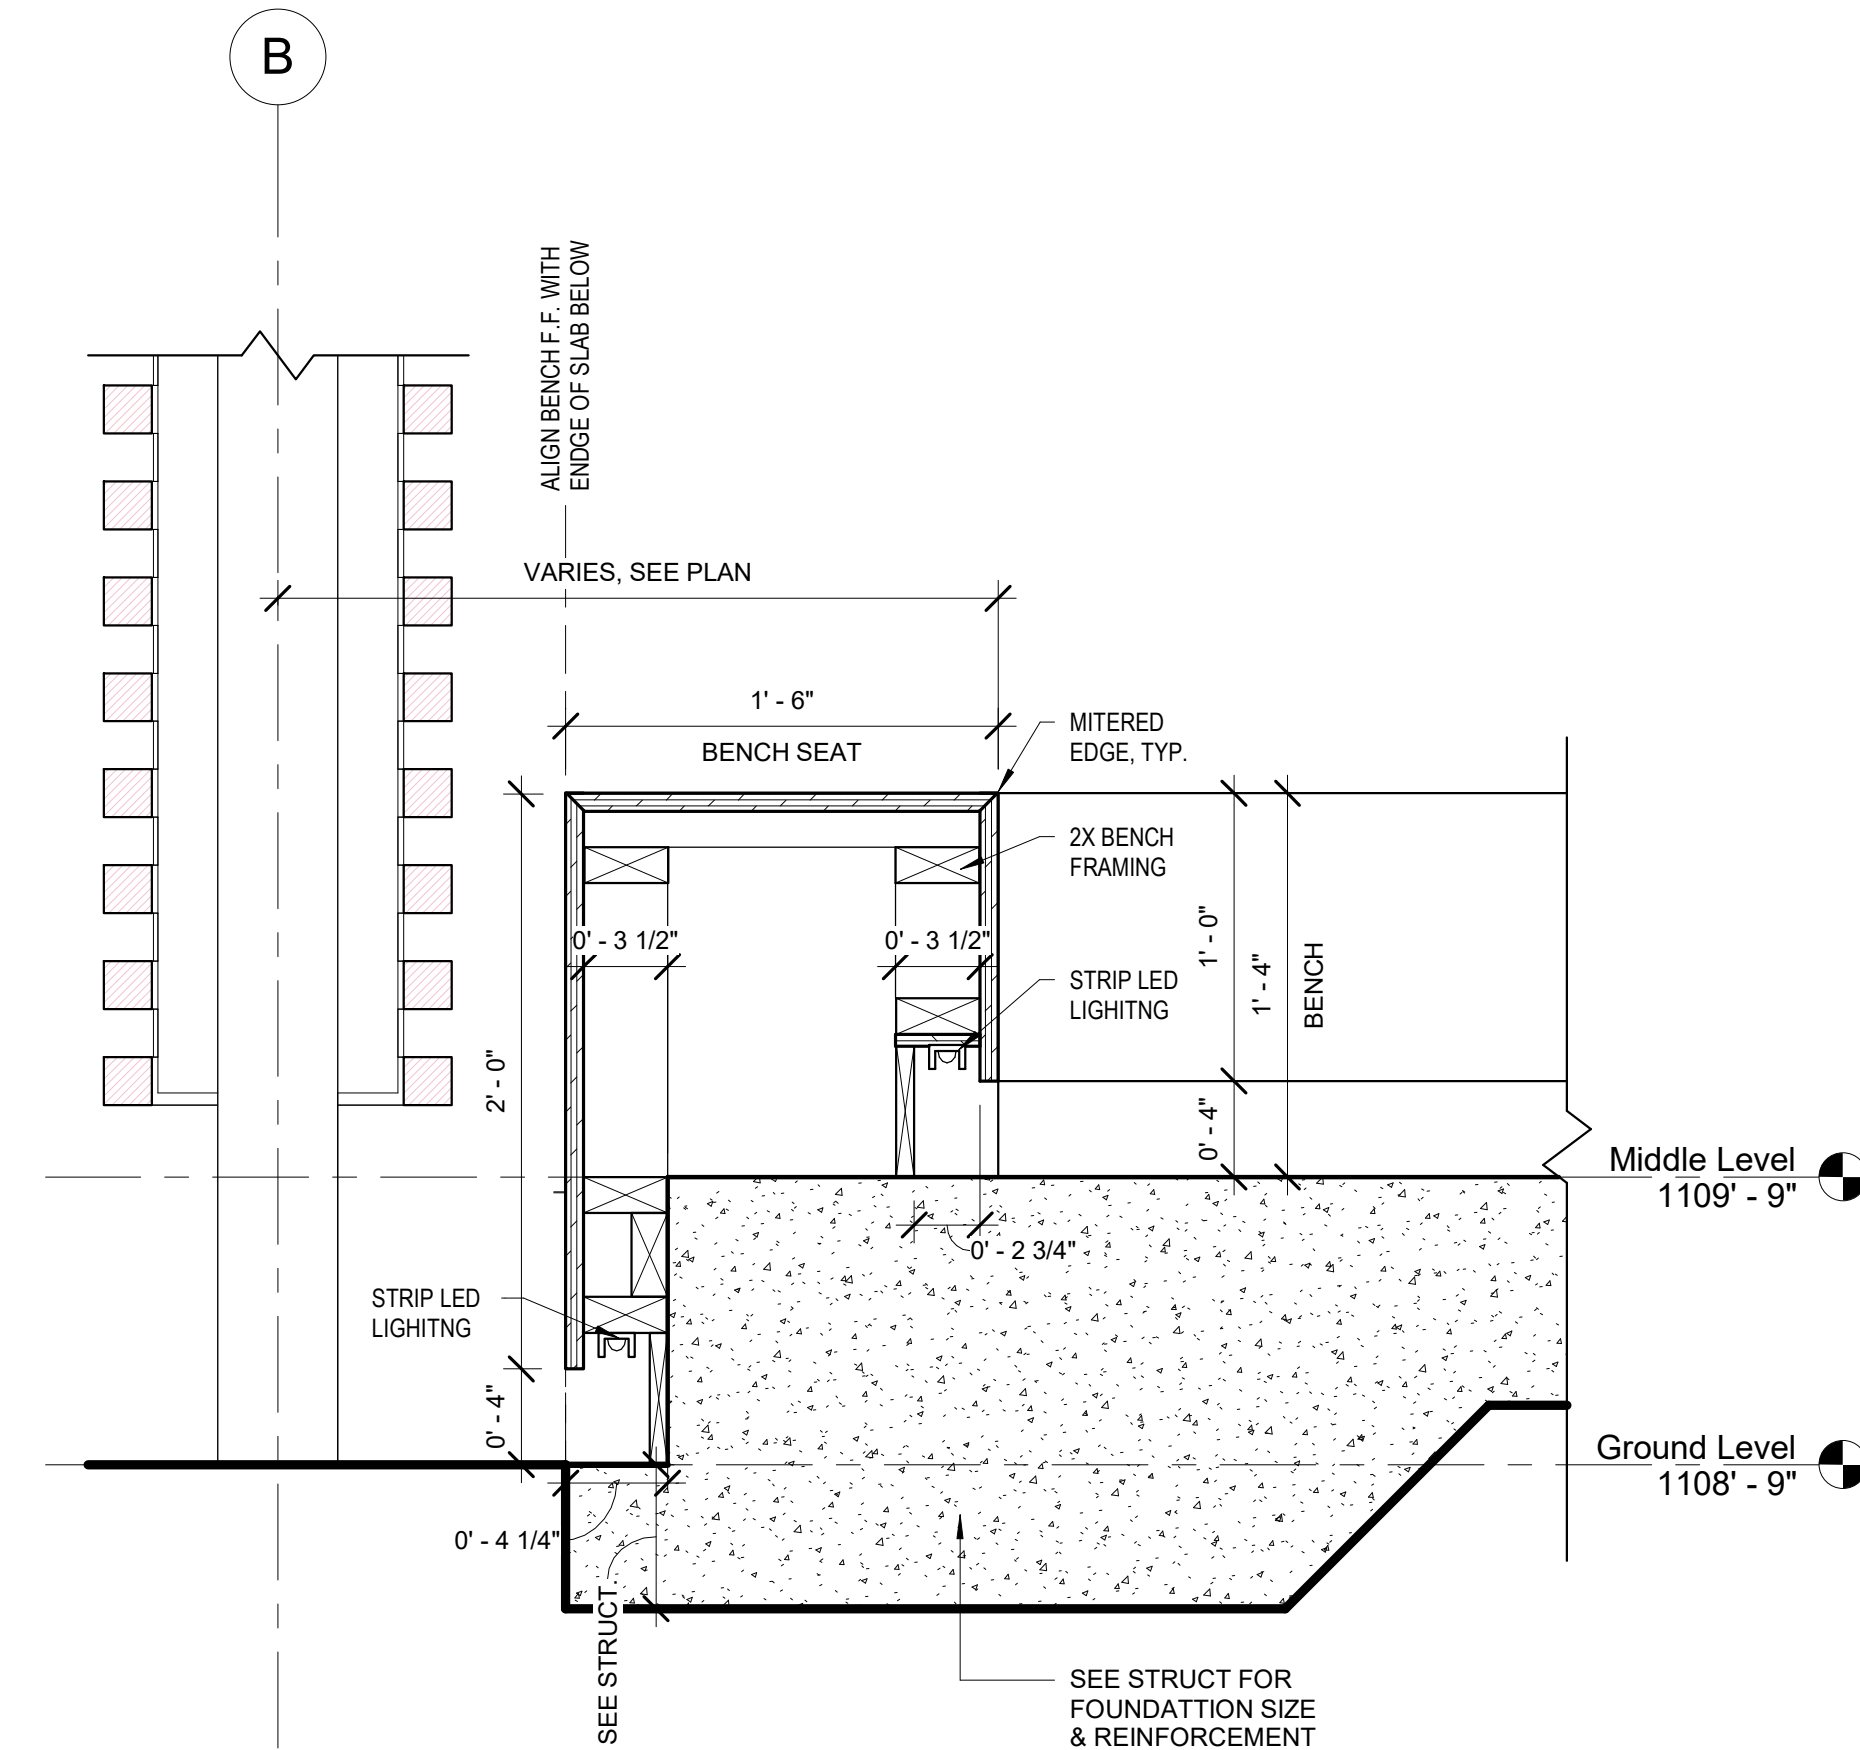 B
ALIGN BENCH F.F. WITH
ENDGE OF SLAB BELOW
VARIES, SEE PLAN
1' - 6"
BENCH SEAT
MITERED
EDGE, TYP.
2X BENCH
FRAMING
0' - 3 1/2"
0' - 3 1/2"
1' - 0"
1' - 4"
BENCH
STRIP LED
LIGHITNG
2' - 0"
0' - 4"
Middle Level
1109' - 9"
0' - 2 3/4"
STRIP LED
LIGHITNG
0' - 4"
Ground Level
1108' - 9"
0' - 4 1/4"
SEE STRUCT.
SEE STRUCT FOR
FOUNDATTION SIZE
& REINFORCEMENT